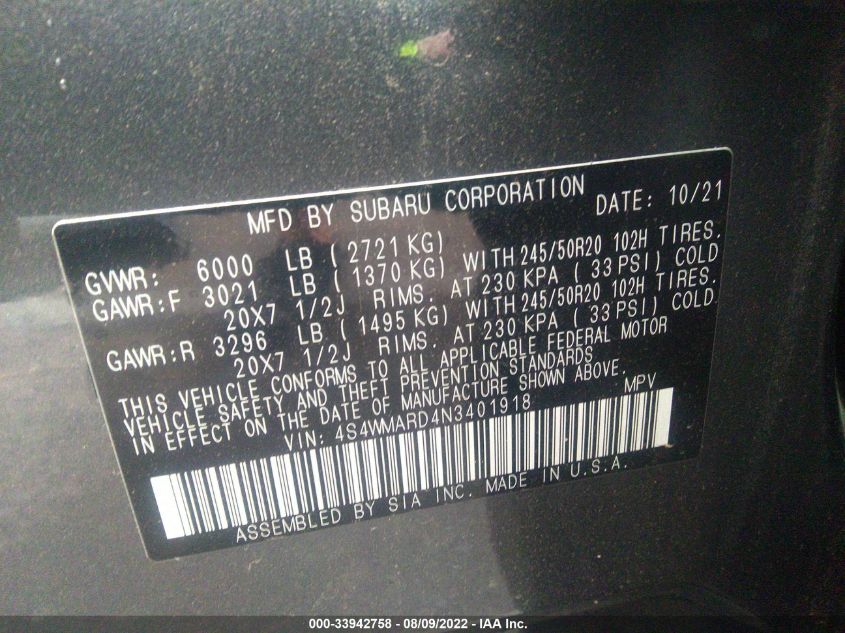 MFD BY SUBARU CORPORATION DATE: 10/21
GVWR: 6000 LB ( 2721 KG)
GAWR:F 3021 LB ( 1370 KG) WITH 245/50R20 102H TIRES.
20X7 1/2J RIMS. AT 230 KPA ( 33 PSI) COLD
GAWR:R 3296 LB ( 1495 KG) WITH 245/50R20 102H TIRES.
20X7 1/2J RIMS. AT 230 KPA ( 33 PSI) COLD.
THIS VEHICLE CONFORMS TO ALL APPLICABLE FEDERAL MOTOR
VEHICLE SAFETY AND THEFT PREVENTION STANDARDS
IN EFFECT ON THE DATE OF MANUFACTURE SHOWN ABOVE.
VIN: 4S4WMARD4N3401918 MPV
ASSEMBLED BY SIA INC. MADE IN U.S.A.
000-33942758 - 08/09/2022 - IAA Inc.